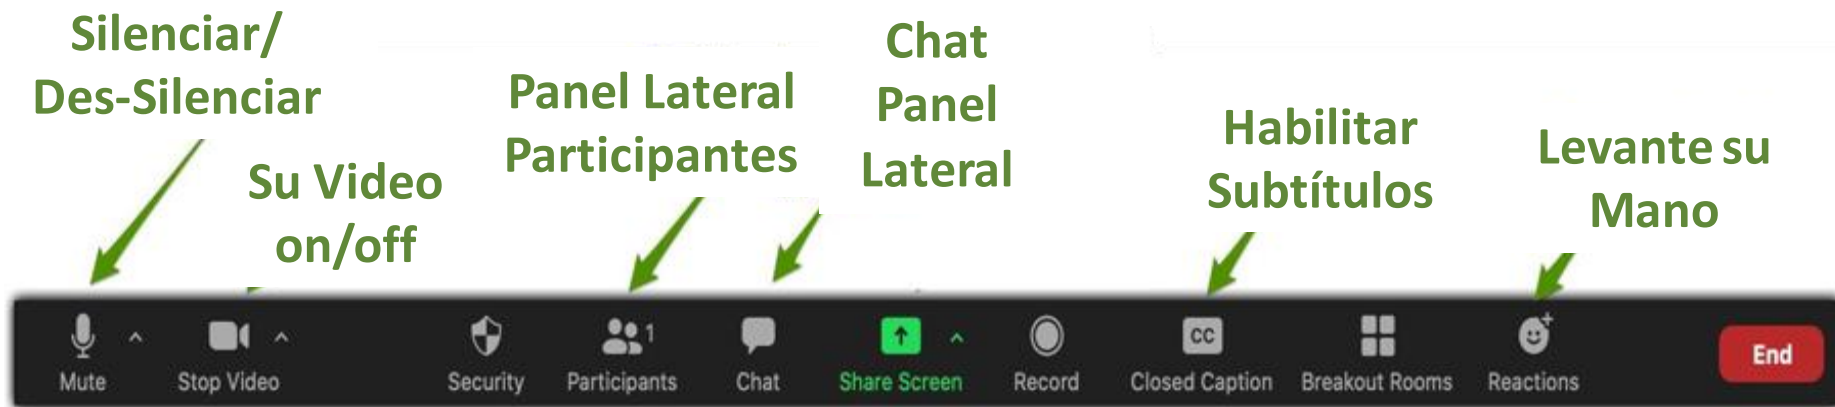 Silenciar/
Des-Silenciar
Su Video
on/off
Panel Lateral
Participantes
Chat
Panel
Lateral
Habilitar
Subtítulos
Levante su
Mano
Mute
Stop Video
Security
1
Participants
Chat
Share Screen
Record
CC
Closed Caption
Breakout Rooms
Reactions
End